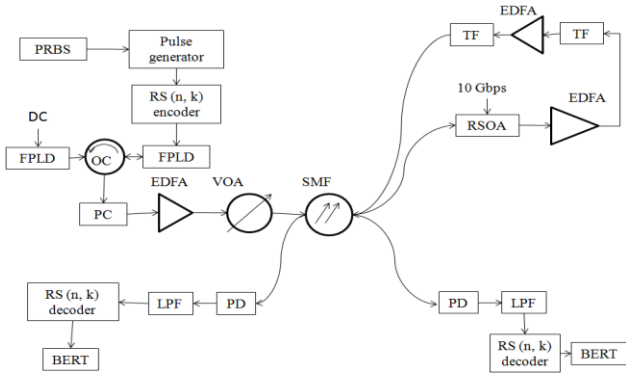 PRBS
Pulse
generator
RS (n, k)
encoder
DC
FPLD
OC
FPLD
PC
EDFA
VOA
SMF
EDFA
TF
TF
10 Gbps
RSOA
EDFA
RS (n, k)
decoder
LPF
PD
BERT
PD
LPF
RS (n, k)
decoder
BERT